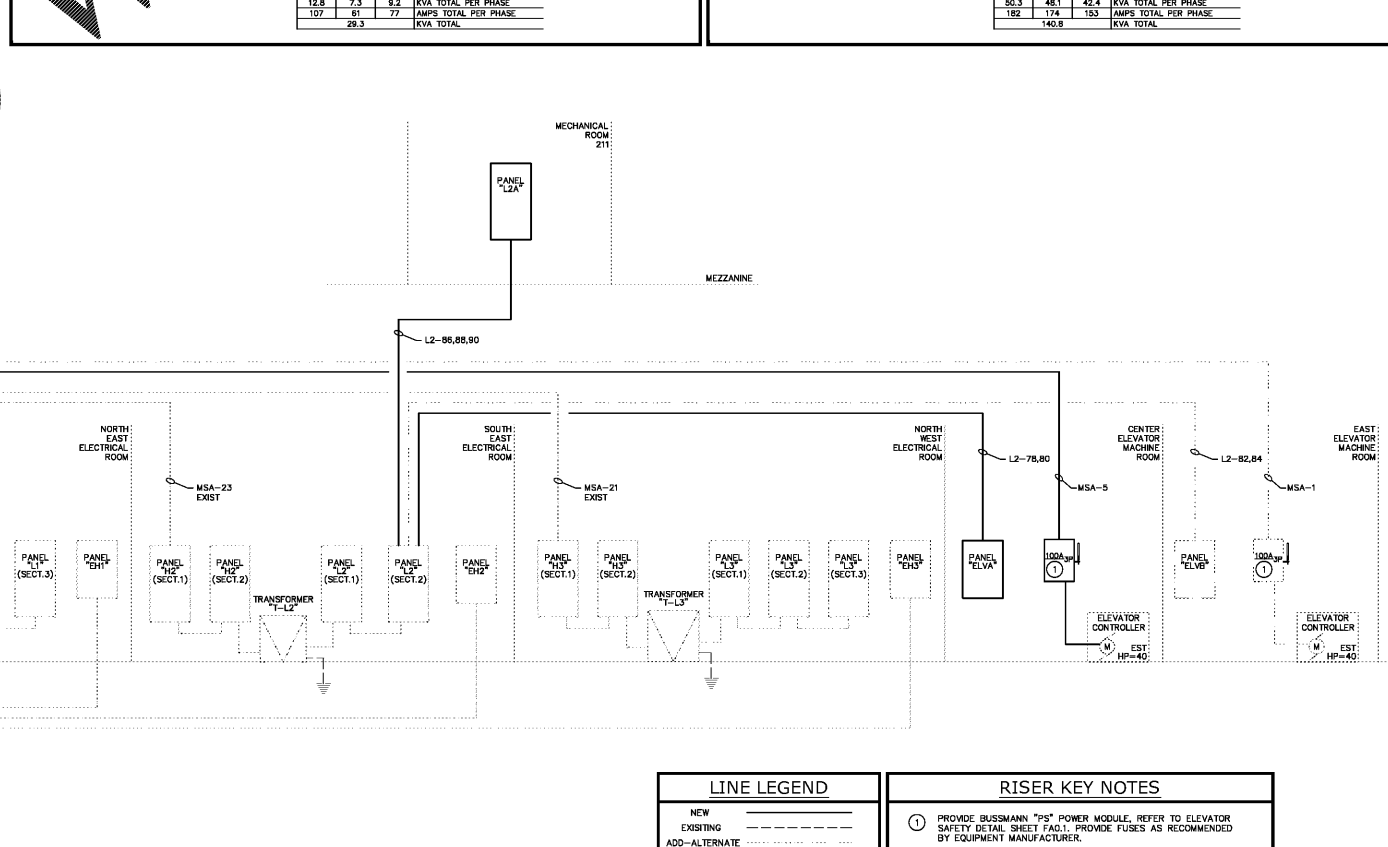 12.8 7.3 9.2 KVA TOTAL PER PHASE
107 61 77 AMPS TOTAL PER PHASE
29.3 KVA TOTAL
50.3 48.1 42.4 KVA TOTAL PER PHASE
182 174 153 AMPS TOTAL PER PHASE
140.8 KVA TOTAL
MECHANICAL
ROOM
211
PANEL
"L2A"
MEZZANINE
L2-86,88,90
NORTH
EAST
ELECTRICAL
ROOM
SOUTH
EAST
ELECTRICAL
ROOM
NORTH
WEST
ELECTRICAL
ROOM
CENTER
ELEVATOR
MACHINE
ROOM
EAST
ELEVATOR
MACHINE
ROOM
MSA-23
EXIST
MSA-21
EXIST
L2-78,80
MSA-5
L2-82,84
MSA-1
PANEL
"L1"
(SECT.3)
PANEL
"EH1"
PANEL
"H2"
(SECT.1)
PANEL
"H2"
(SECT.2)
TRANSFORMER
"T-L2"
PANEL
"L2"
(SECT.1)
PANEL
"L2"
(SECT.2)
PANEL
"EH2"
PANEL
"H3"
(SECT.1)
PANEL
"H3"
(SECT.2)
TRANSFORMER
"T-L3"
PANEL
"L3"
(SECT.1)
PANEL
"L3"
(SECT.2)
PANEL
"L3"
(SECT.3)
PANEL
"EH3"
PANEL
"ELVA"
100A 3P
1
ELEVATOR
CONTROLLER
M EST
HP=40
PANEL
"ELVB"
100A 3P
1
ELEVATOR
CONTROLLER
M EST
HP=40
LINE LEGEND
NEW
EXISITING
ADD-ALTERNATE
RISER KEY NOTES
1 PROVIDE BUSSMANN "PS" POWER MODULE, REFER TO ELEVATOR
SAFETY DETAIL SHEET FA0.1. PROVIDE FUSES AS RECOMMENDED
BY EQUIPMENT MANUFACTURER.